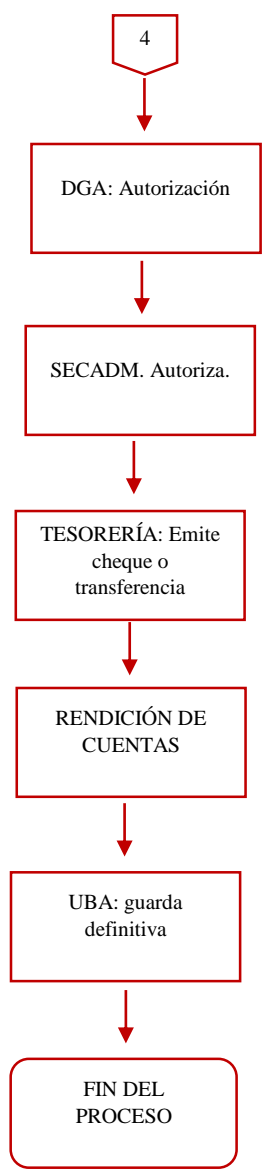 4
DGA: Autorización
SECADM. Autoriza.
TESORERÍA: Emite
cheque o
transferencia
RENDICIÓN DE
CUENTAS
UBA: guarda
definitiva
FIN DEL
PROCESO